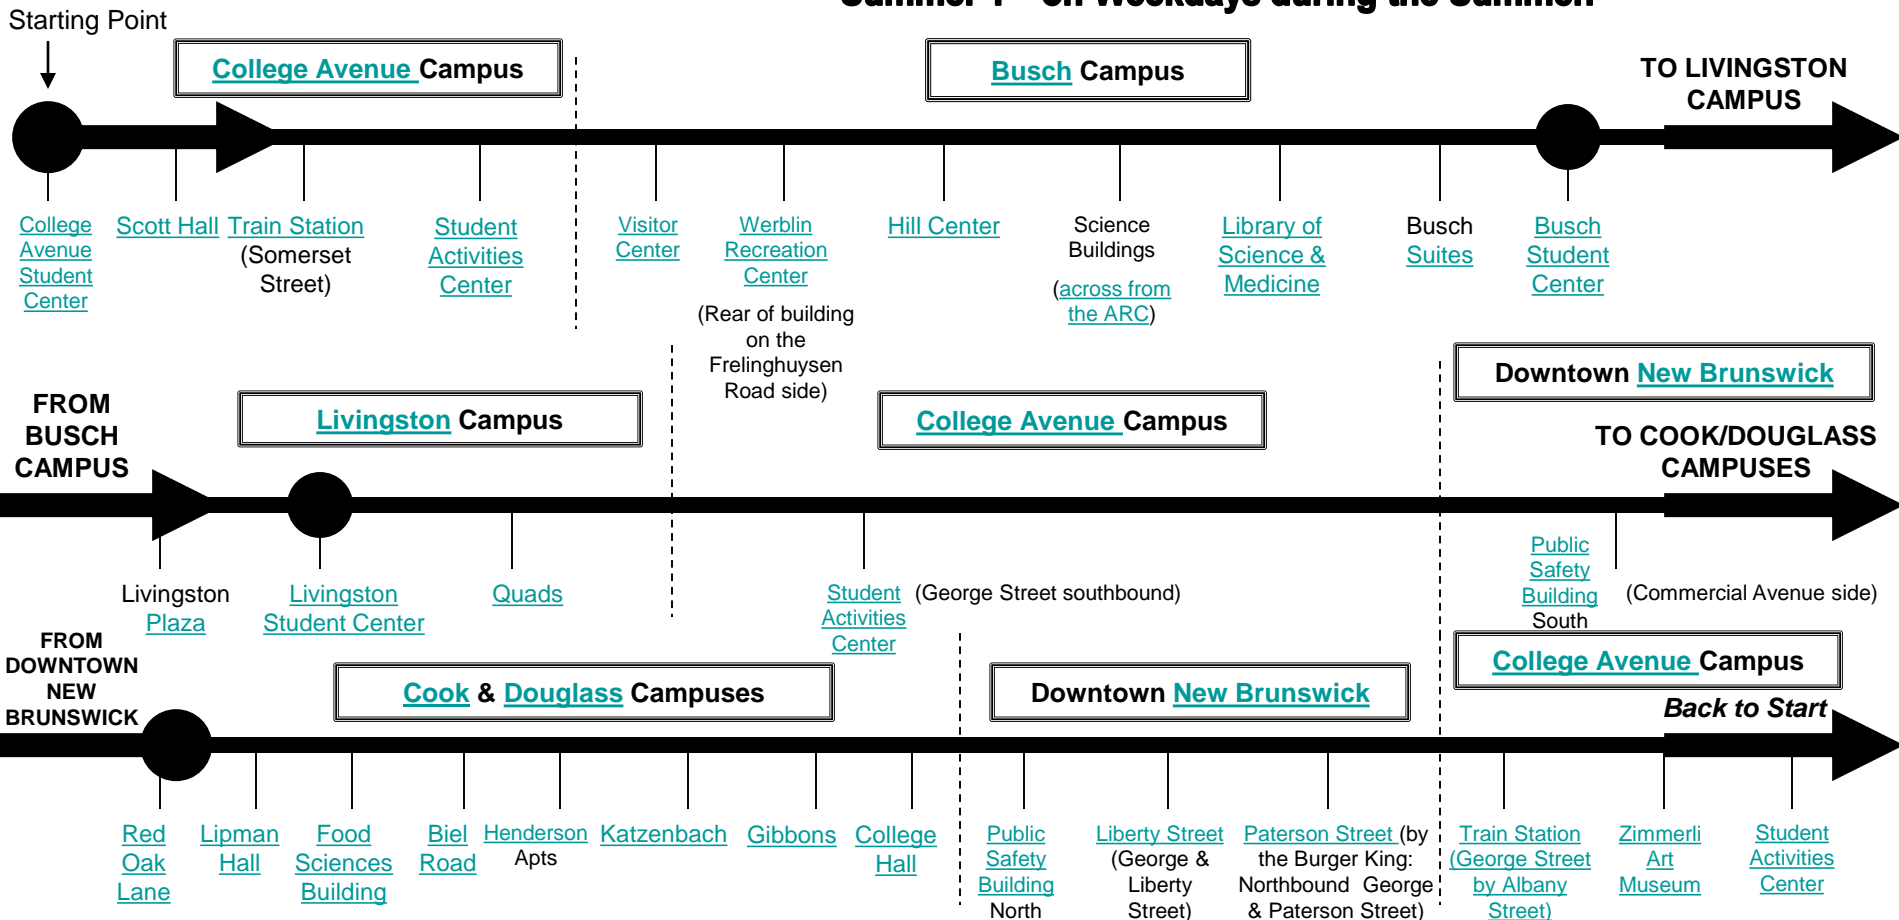 Summer 1 – on Weekdays during the Summer:
Starting Point
College Avenue Campus
Busch Campus
TO LIVINGSTON
CAMPUS
College
Avenue
Student
Center
Scott Hall
Train Station
(Somerset
Street)
Student
Activities
Center
Visitor
Center
Werblin
Recreation
Center
(Rear of building
on the
Frelinghuysen
Road side)
Hill Center
Science
Buildings
(across from
the ARC)
Library of
Science &
Medicine
Busch
Suites
Busch
Student
Center
FROM
BUSCH
CAMPUS
Livingston Campus
College Avenue Campus
Downtown New Brunswick
TO COOK/DOUGLASS
CAMPUSES
Livingston
Plaza
Livingston
Student Center
Quads
Student
Activities
Center
(George Street southbound)
Public
Safety
Building
South
(Commercial Avenue side)
FROM
DOWNTOWN
NEW
BRUNSWICK
Cook & Douglass Campuses
Downtown New Brunswick
College Avenue Campus
Back to Start
Red
Oak
Lane
Lipman
Hall
Food
Sciences
Building
Biel
Road
Henderson
Apts
Katzenbach
Gibbons
College
Hall
Public
Safety
Building
North
Liberty Street
(George &
Liberty
Street)
Paterson Street (by
the Burger King:
Northbound George
& Paterson Street)
Train Station
(George Street
by Albany
Street)
Zimmerli
Art
Museum
Student
Activities
Center